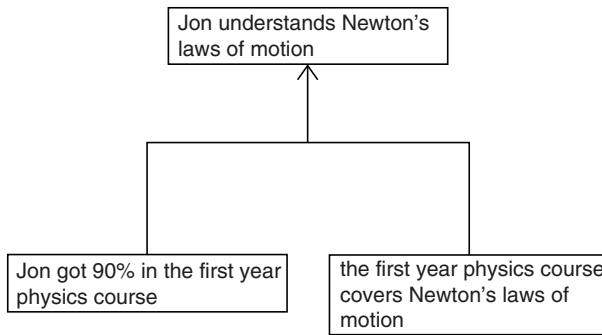 Jon understands Newton’s
laws of motion
Jon got 90% in the first year
physics course
the first year physics course
covers Newton’s laws of
motion